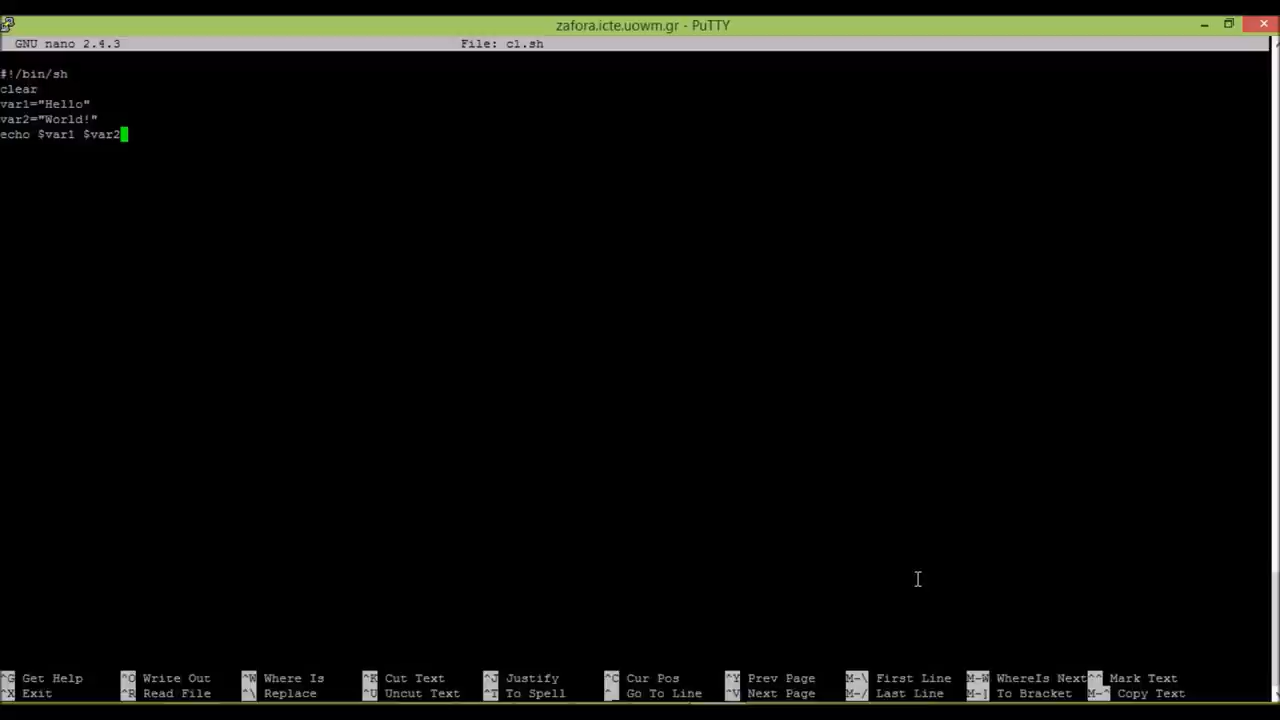 zafora.icte.uowm.gr - PuTTY
GNU nano 2.4.3 File: c1.sh
#!/bin/sh
clear
var1="Hello"
var2="World!"
echo $var1 $var2
^G Get Help ^O Write Out ^W Where Is ^K Cut Text ^J Justify ^C Cur Pos ^Y Prev Page M-\ First Line M-W WhereIs Next ^^ Mark Text
^X Exit ^R Read File ^\ Replace ^U Uncut Text ^T To Spell ^_ Go To Line ^V Next Page M-/ Last Line M-] To Bracket M-^ Copy Text